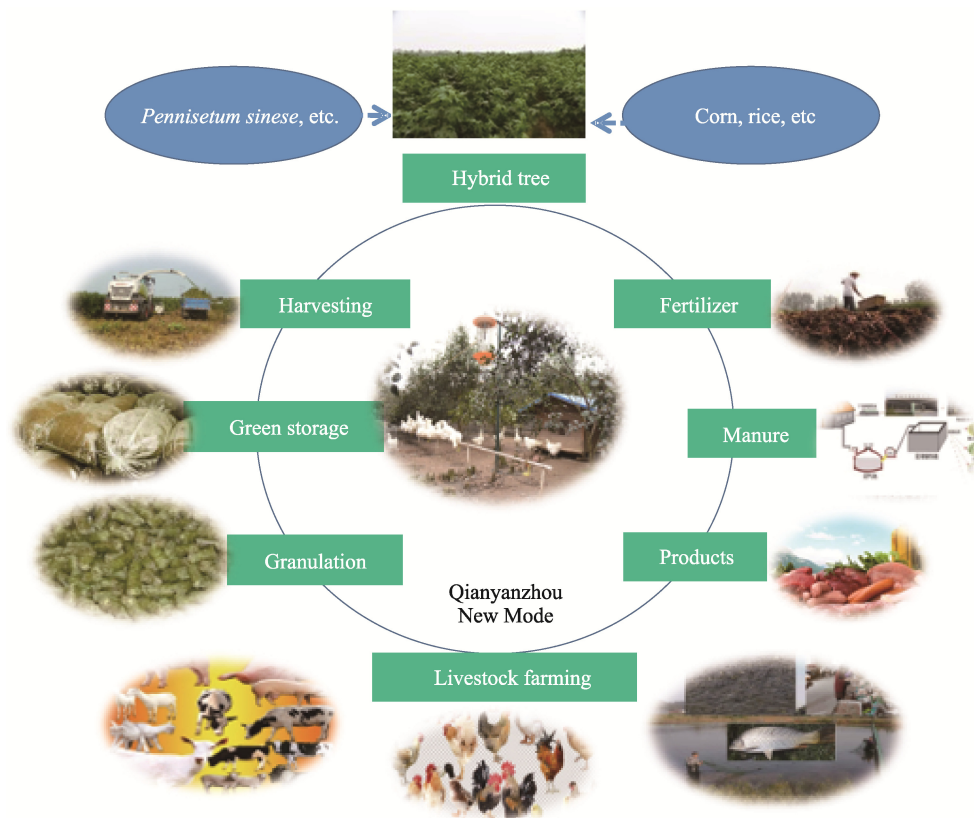 Pennisetum sinese, etc.
Corn, rice, etc
Hybrid tree
Harvesting
Fertilizer
Green storage
Manure
Granulation
Products
Qianyanzhou
New Mode
Livestock farming